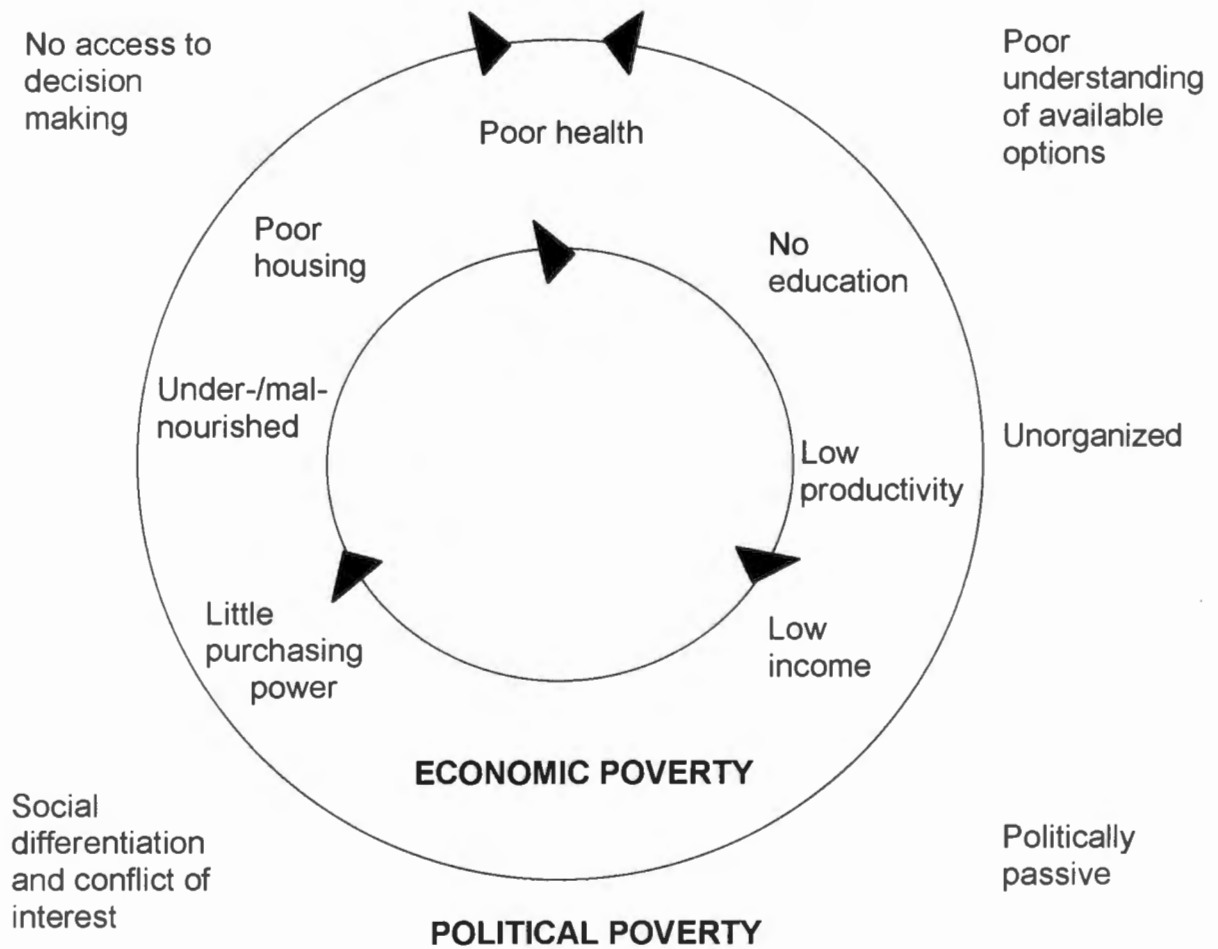 No access to
decision
making
Poor
understanding
of available
options
Poor health
Poor
housing
No
education
Under-/mal-
nourished
Unorganized
Low
productivity
Little
purchasing
power
Low
income
ECONOMIC POVERTY
Social
differentiation
and conflict of
interest
Politically
passive
POLITICAL POVERTY